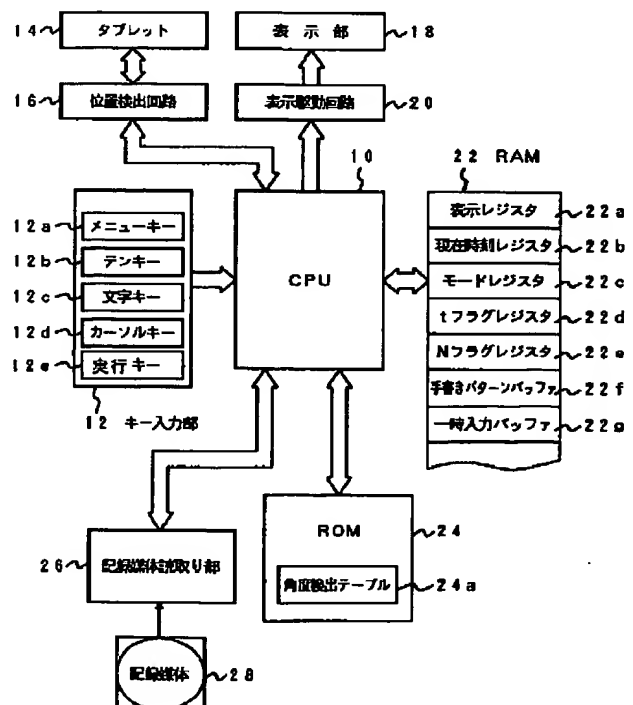 14 タブレット
表示部 18
16 位置検出回路
表示駆動回路 20
10
CPU
12a メニューキー
12b テンキー
12c 文字キー
12d カーソルキー
12e 実行キー
12 キー入力部
22 RAM
表示レジスタ 22a
現在時刻レジスタ 22b
モードレジスタ 22c
tフラグレジスタ 22d
Nフラグレジスタ 22e
手書きパターンバッファ 22f
一時入力バッファ 22g
ROM 24
角度検出テーブル 24a
26 記録媒体読取り部
記録媒体 28